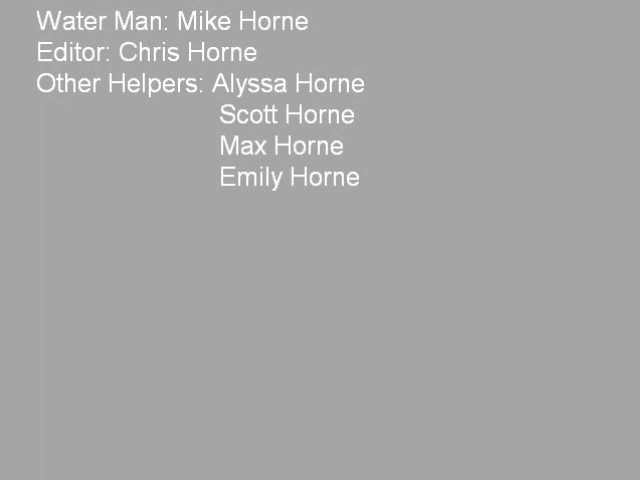 Water Man: Mike Horne
Editor: Chris Horne
Other Helpers: Alyssa Horne
Scott Horne
Max Horne
Emily Horne